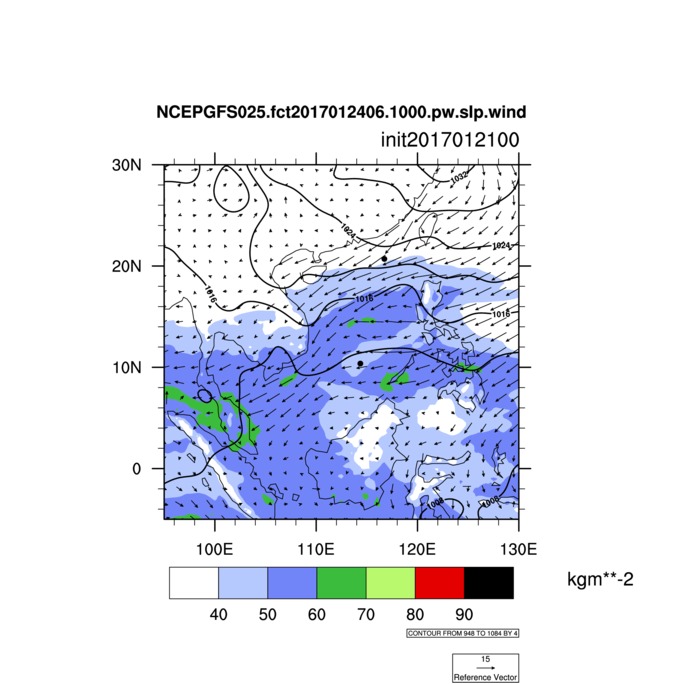 NCEPGFS025.fct2017012406.1000.pw.slp.wind
init2017012100
30N
20N
10N
0
1032
1024
1024
1016
1016
1016
1008
1008
100E 110E 120E 130E
40 50 60 70 80 90
kgm**-2
CONTOUR FROM 948 TO 1084 BY 4
15
Reference Vector